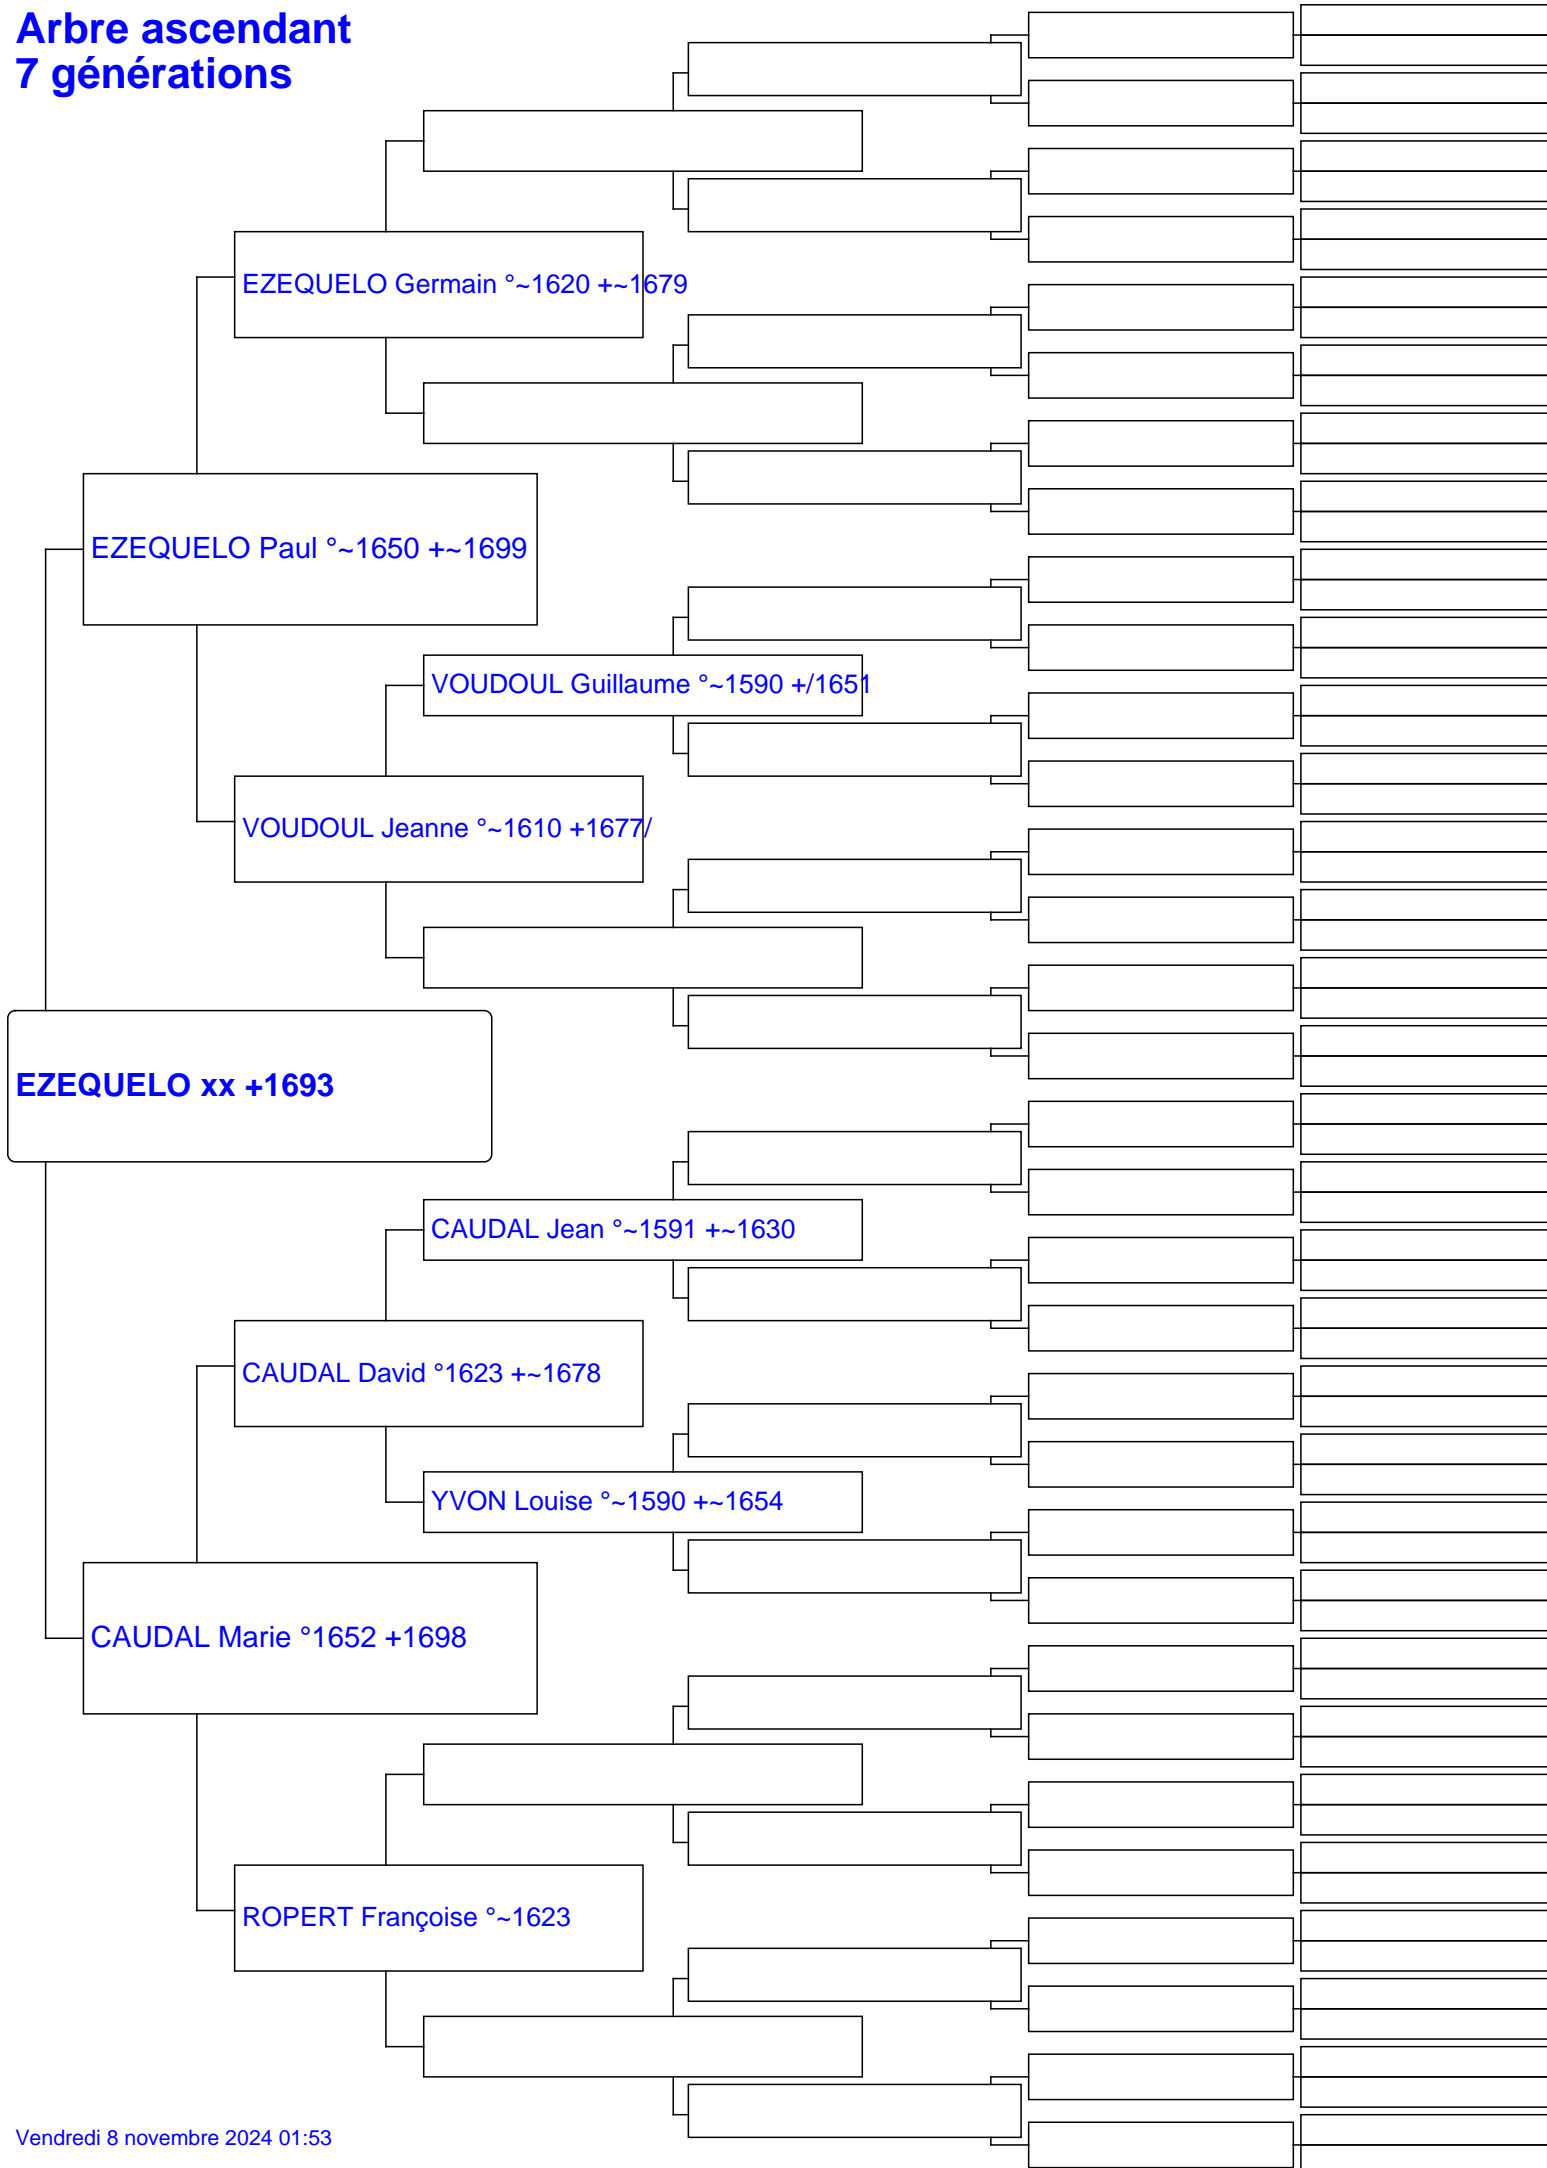 Arbre ascendant
7 générations
EZEQUELO Germain °~1620 +~1679
EZEQUELO Paul °~1650 +~1699
VOUDOUL Guillaume °~1590 +/1651
VOUDOUL Jeanne °~1610 +1677/
EZEQUELO xx +1693
CAUDAL Jean °~1591 +~1630
CAUDAL David °1623 +~1678
YVON Louise °~1590 +~1654
CAUDAL Marie °1652 +1698
ROPERT Françoise °~1623
Vendredi 8 novembre 2024 01:53